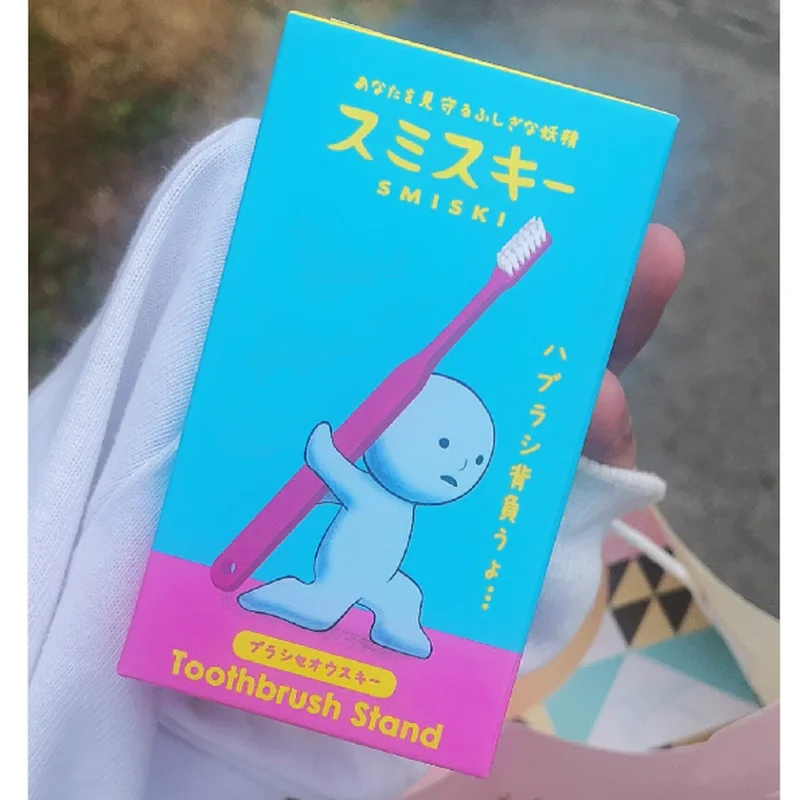 あなたを見守るふしぎな妖精
スミスキー
SMISKI
ハブラシ背負うよ…
ブラシセオウスキー
Toothbrush Stand